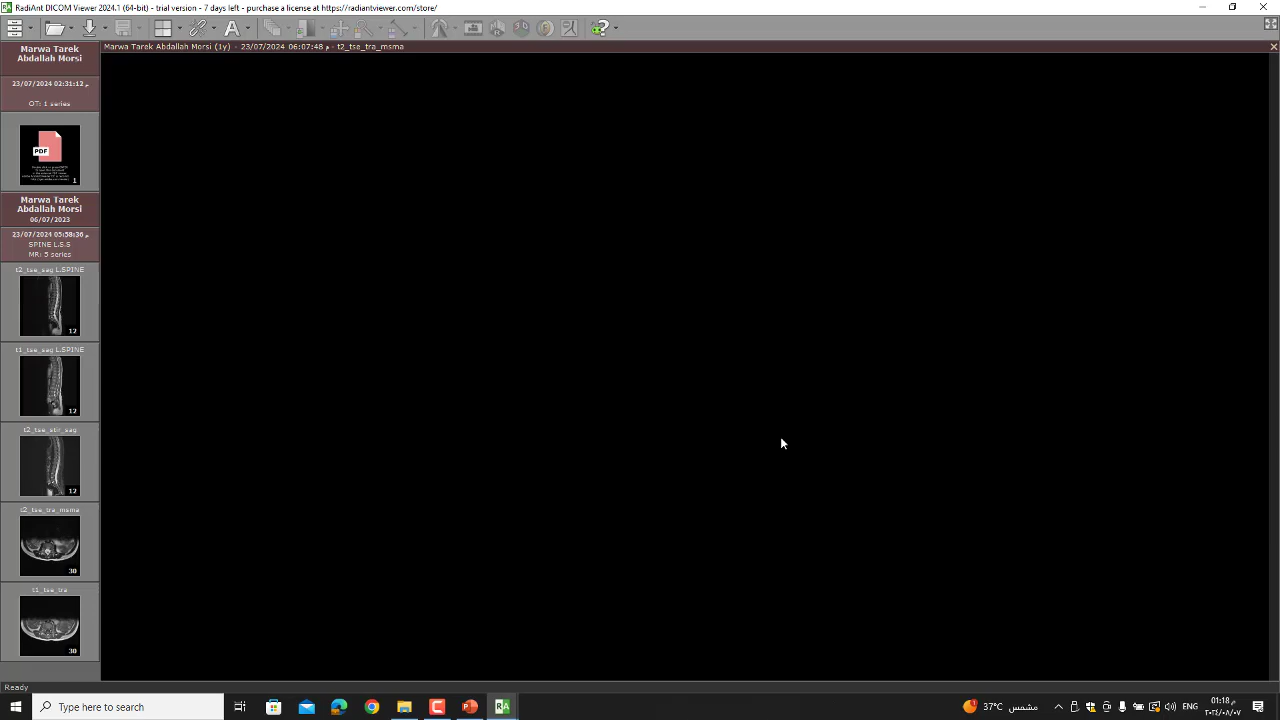 RadiAnt DICOM Viewer 2024.1 (64-bit) - trial version - 7 days left - purchase a license at https://radiantviewer.com/store/
Marwa Tarek Abdallah Morsi (1y) - 23/07/2024 06:07:48 م - t2_tse_tra_msma
Marwa Tarek
Abdallah Morsi
23/07/2024 02:31:12 م
OT: 1 series
PDF
1
Marwa Tarek
Abdallah Morsi
06/07/2023
23/07/2024 05:58:36 م
SPINE L.S.S
MR: 5 series
t2_tse_sag L.SPINE
12
t1_tse_sag L.SPINE
12
t2_tse_stir_sag
12
t2_tse_tra_msma
30
t1_tse_tra
30
Ready
Type here to search
37°C مشمس
ENG
01:18 م
٢٠٢٤/٠٨/٠٧